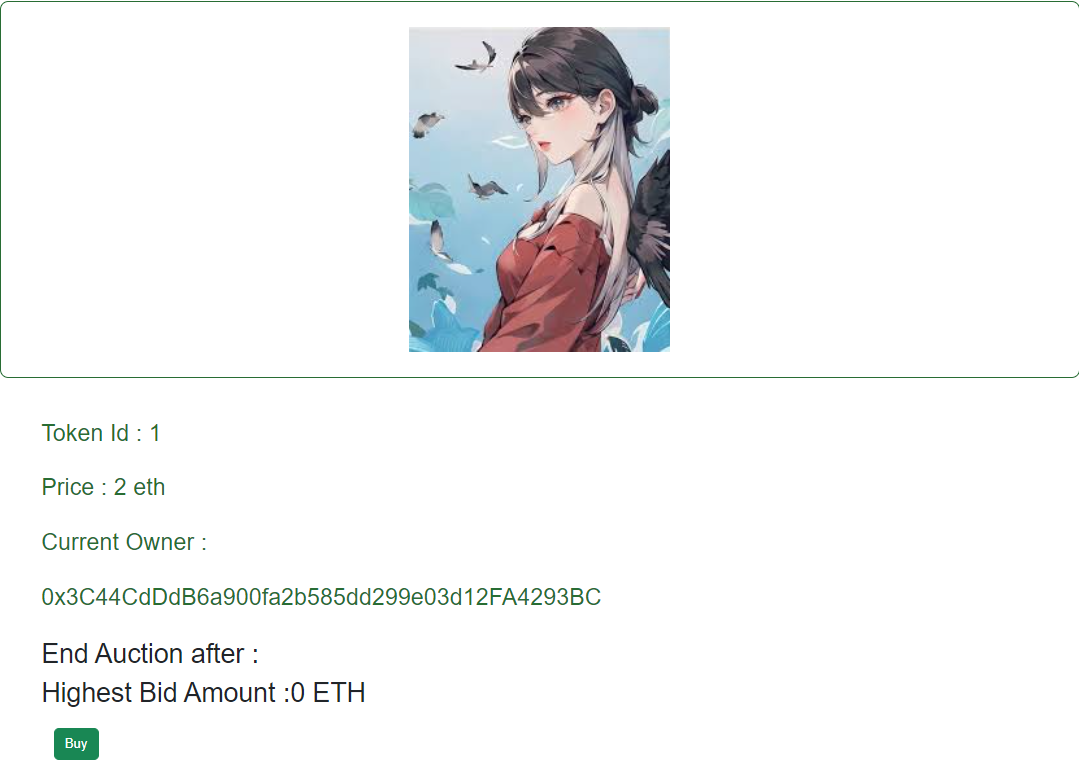 Token Id : 1
Price : 2 eth
Current Owner :
0x3C44CdDdB6a900fa2b585dd299e03d12FA4293BC
End Auction after :
Highest Bid Amount :0 ETH
Buy